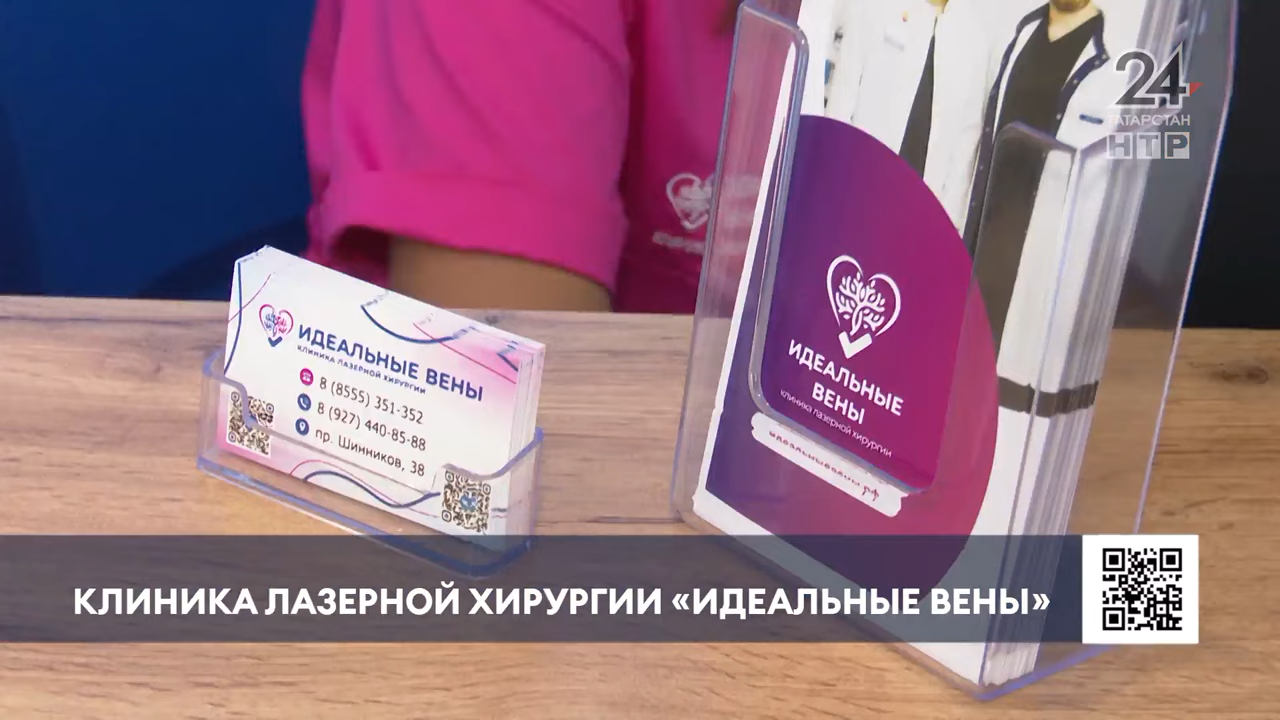 24
ТАТАРСТАН
НТР
ИДЕАЛЬНЫЕ ВЕНЫ
КЛИНИКА ЛАЗЕРНОЙ ХИРУРГИИ
8 (8555) 351-352
8 (927) 440-85-88
пр. Шинников, 38
ИДЕАЛЬНЫЕ
ВЕНЫ
клиника лазерной хирургии
идеальныевены.рф
КЛИНИКА ЛАЗЕРНОЙ ХИРУРГИИ «ИДЕАЛЬНЫЕ ВЕНЫ»